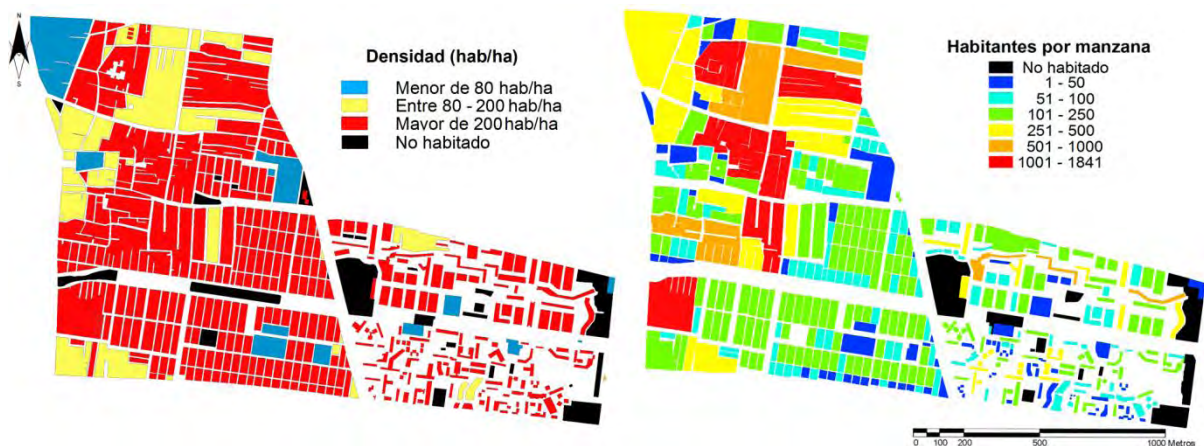 N
S
Densidad (hab/ha)
Menor de 80 hab/ha
Entre 80 - 200 hab/ha
Mayor de 200 hab/ha
No habitado
Habitantes por manzana
No habitado
1 - 50
51 - 100
101 - 250
251 - 500
501 - 1000
1001 - 1841
0 100 200 500 1000 Metros